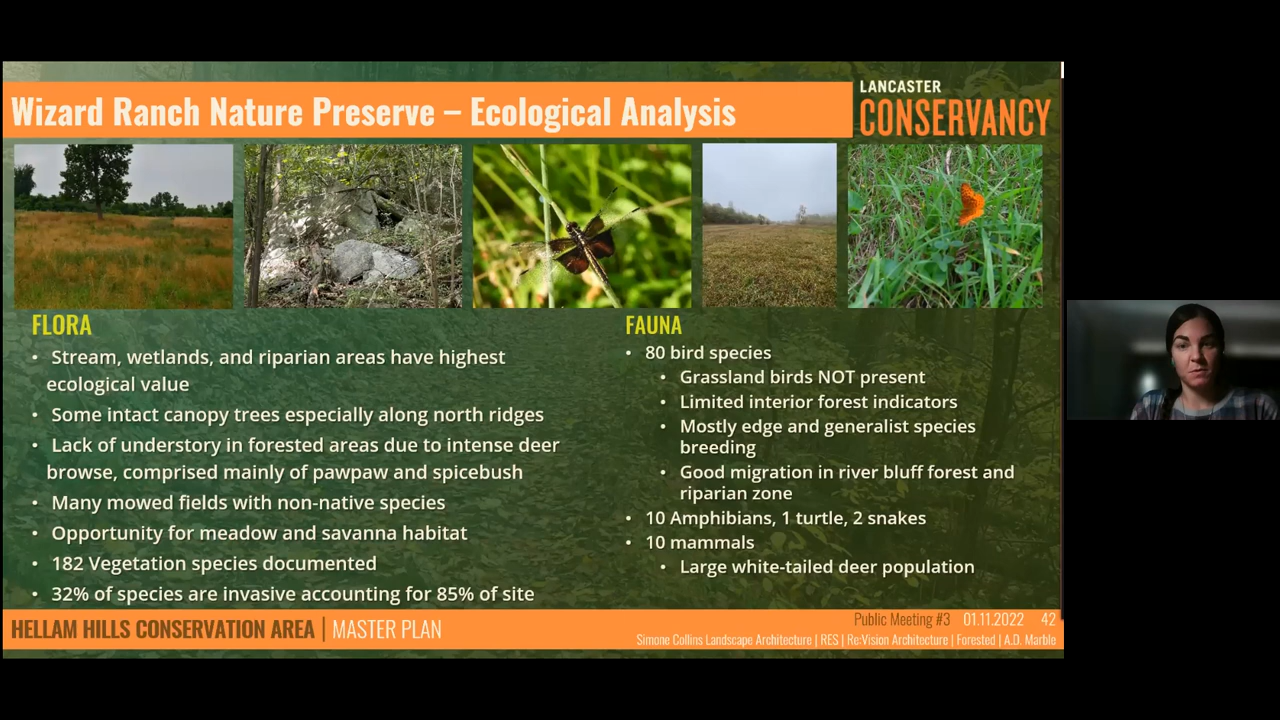 Wizard Ranch Nature Preserve – Ecological Analysis
LANCASTER
CONSERVANCY
FLORA
• Stream, wetlands, and riparian areas have highest
ecological value
• Some intact canopy trees especially along north ridges
• Lack of understory in forested areas due to intense deer
browse, comprised mainly of pawpaw and spicebush
• Many mowed fields with non-native species
• Opportunity for meadow and savanna habitat
• 182 Vegetation species documented
• 32% of species are invasive accounting for 85% of site
FAUNA
• 80 bird species
• Grassland birds NOT present
• Limited interior forest indicators
• Mostly edge and generalist species
breeding
• Good migration in river bluff forest and
riparian zone
• 10 Amphibians, 1 turtle, 2 snakes
• 10 mammals
• Large white-tailed deer population
HELLAM HILLS CONSERVATION AREA | MASTER PLAN
Public Meeting #3 01.11.2022 42
Simone Collins Landscape Architecture | RES | Re:Vision Architecture | Forested | A.D. Marble